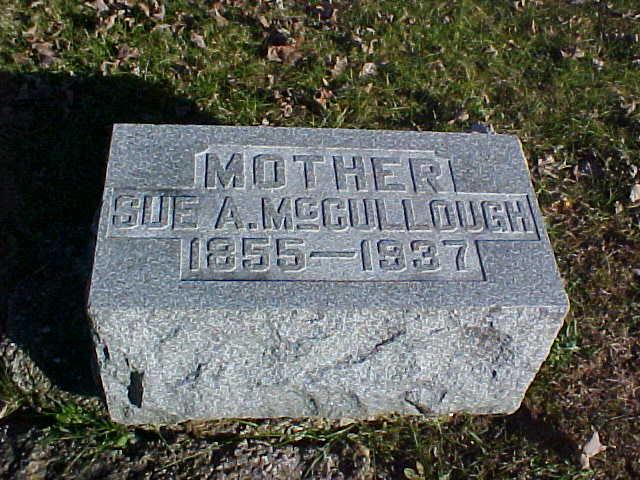 MOTHER
SUE A. McCULLOUGH
1855 — 1937